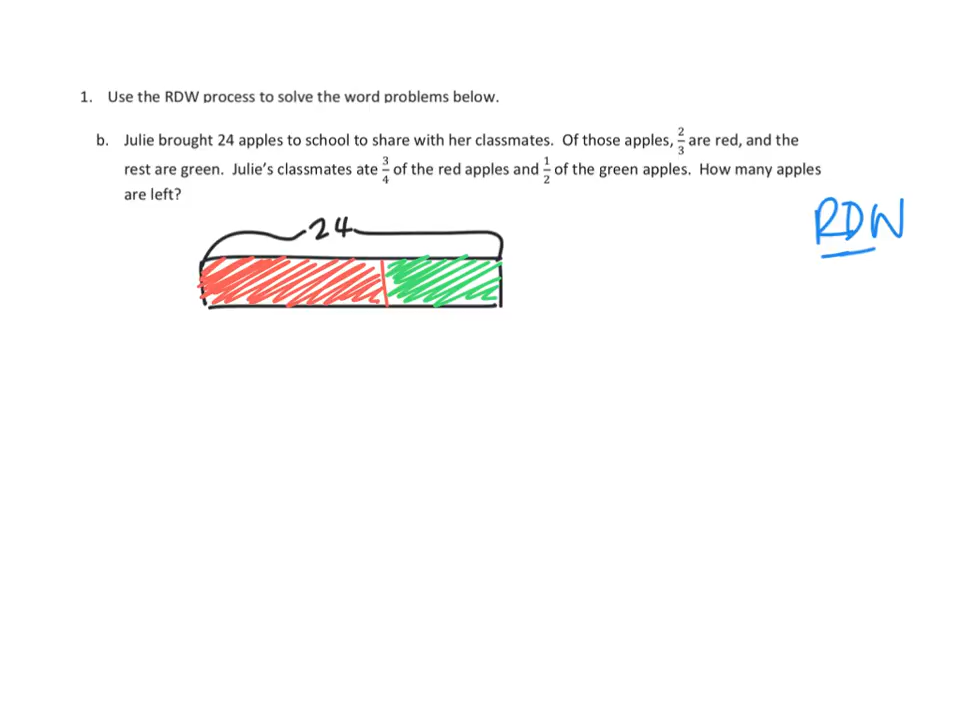 1. Use the RDW process to solve the word problems below.
b. Julie brought 24 apples to school to share with her classmates. Of those apples, 2/3 are red, and the
rest are green. Julie's classmates ate 3/4 of the red apples and 1/2 of the green apples. How many apples
are left?
RDW
24